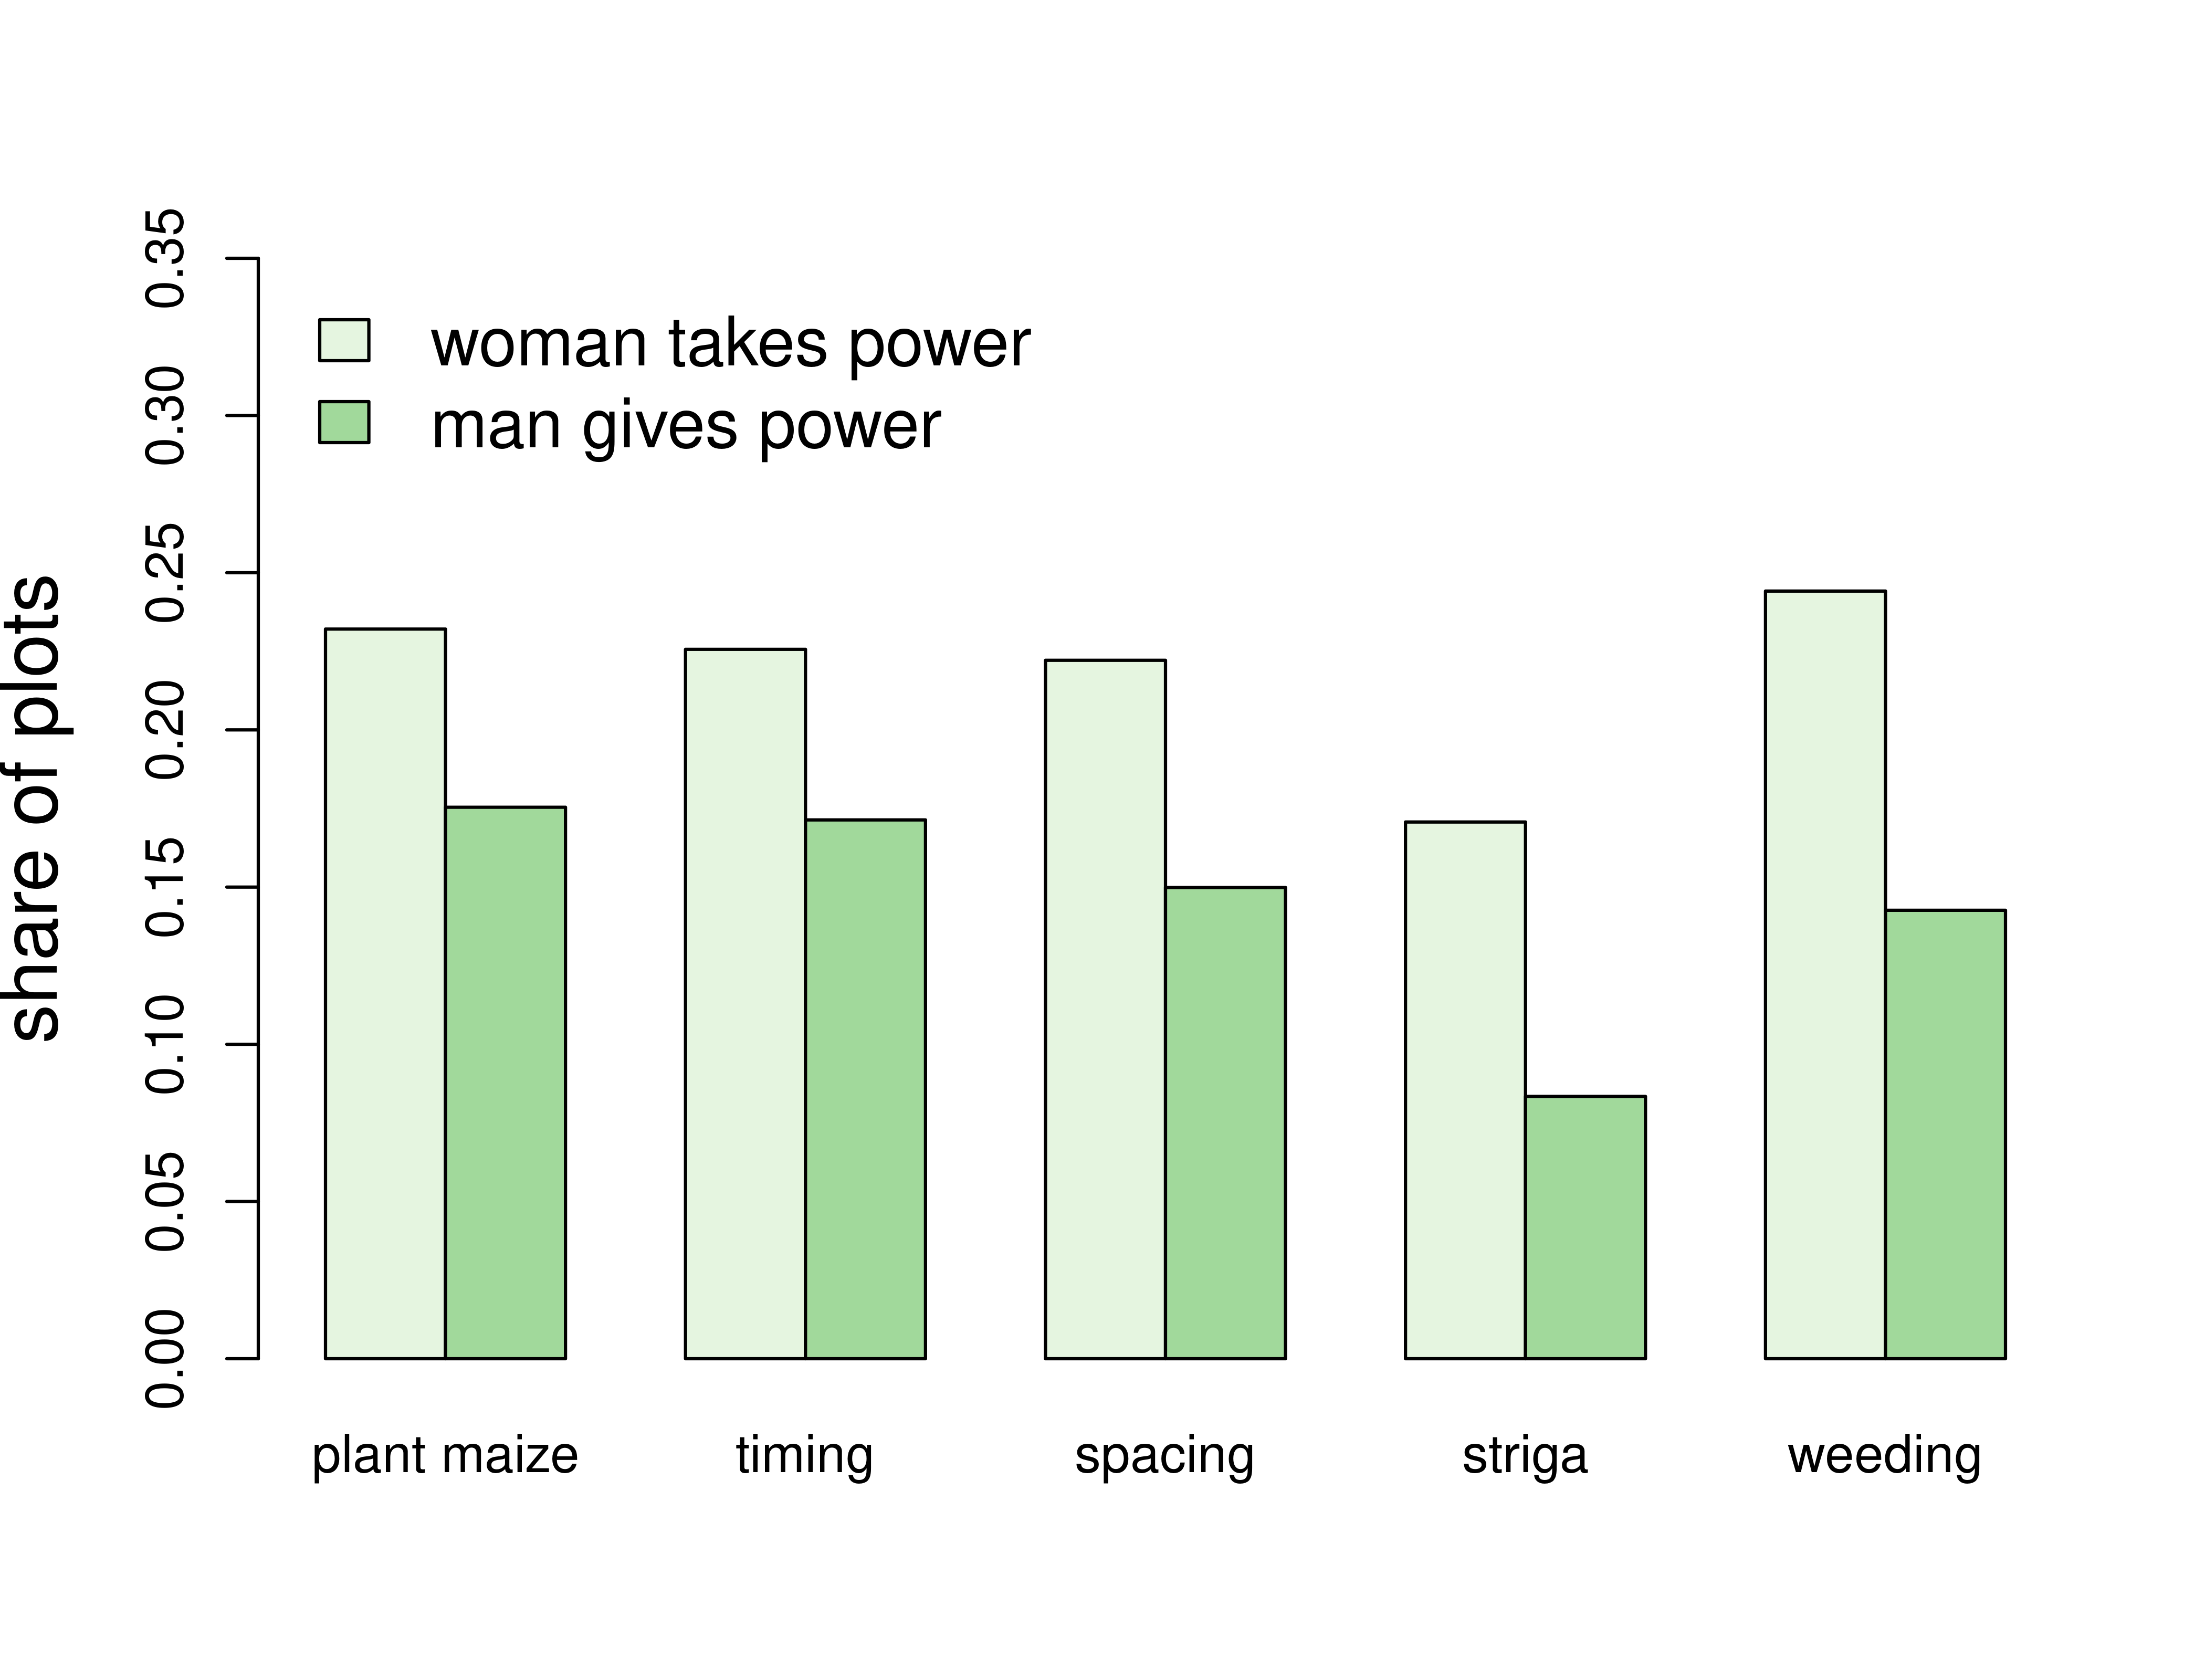 share of plots
0.35
0.30
0.25
0.20
0.15
0.10
0.05
0.00
woman takes power
man gives power
plant maize
timing
spacing
striga
weeding